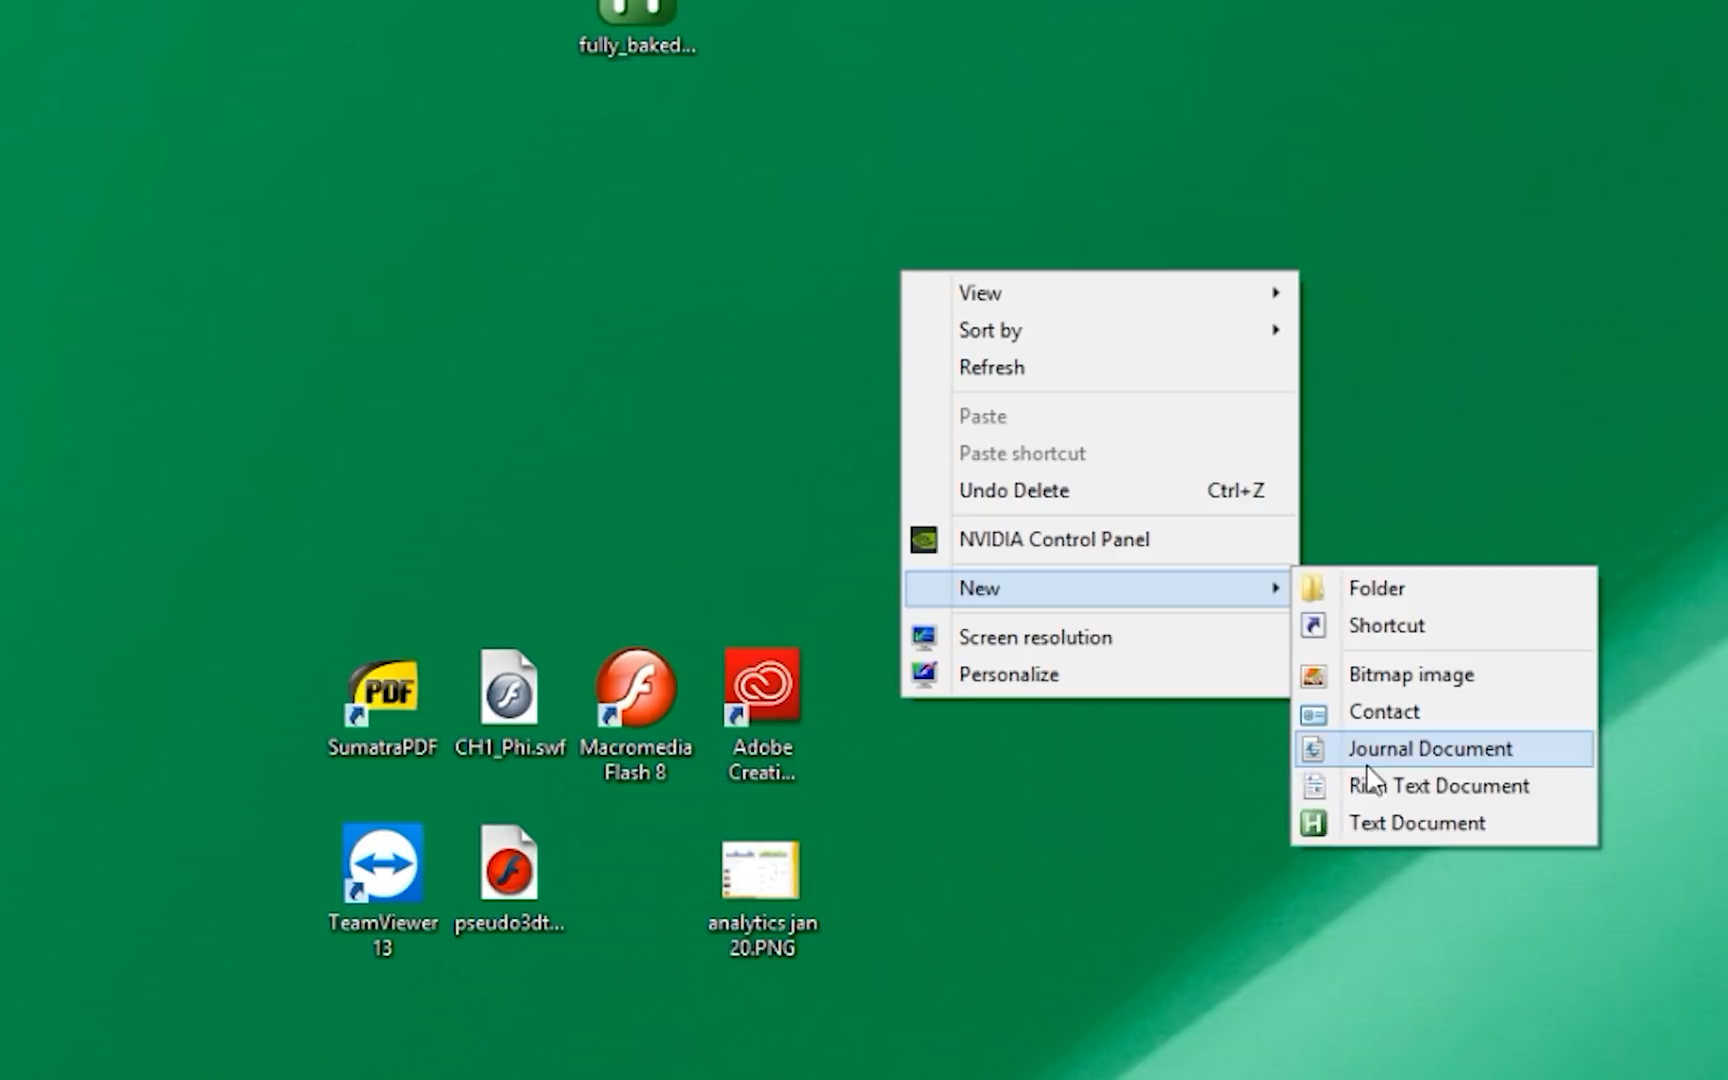 fully_baked...
View
Sort by
Refresh
Paste
Paste shortcut
Undo Delete Ctrl+Z
NVIDIA Control Panel
New
Screen resolution
Personalize
Folder
Shortcut
Bitmap image
Contact
Journal Document
Rich Text Document
H Text Document
PDF
SumatraPDF
CH1_Phi.swf
Macromedia
Flash 8
Adobe
Creati...
TeamViewer
13
pseudo3dt...
analytics jan
20.PNG